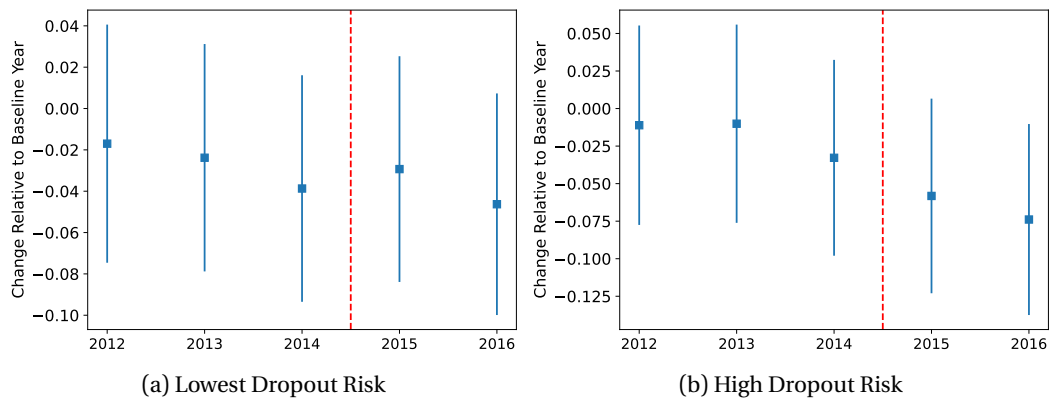 Change Relative to Baseline Year
0.04
0.02
0.00
−0.02
−0.04
−0.06
−0.08
−0.10
2012 2013 2014 2015 2016
(a) Lowest Dropout Risk
Change Relative to Baseline Year
0.050
0.025
0.000
−0.025
−0.050
−0.075
−0.100
−0.125
2012 2013 2014 2015 2016
(b) High Dropout Risk